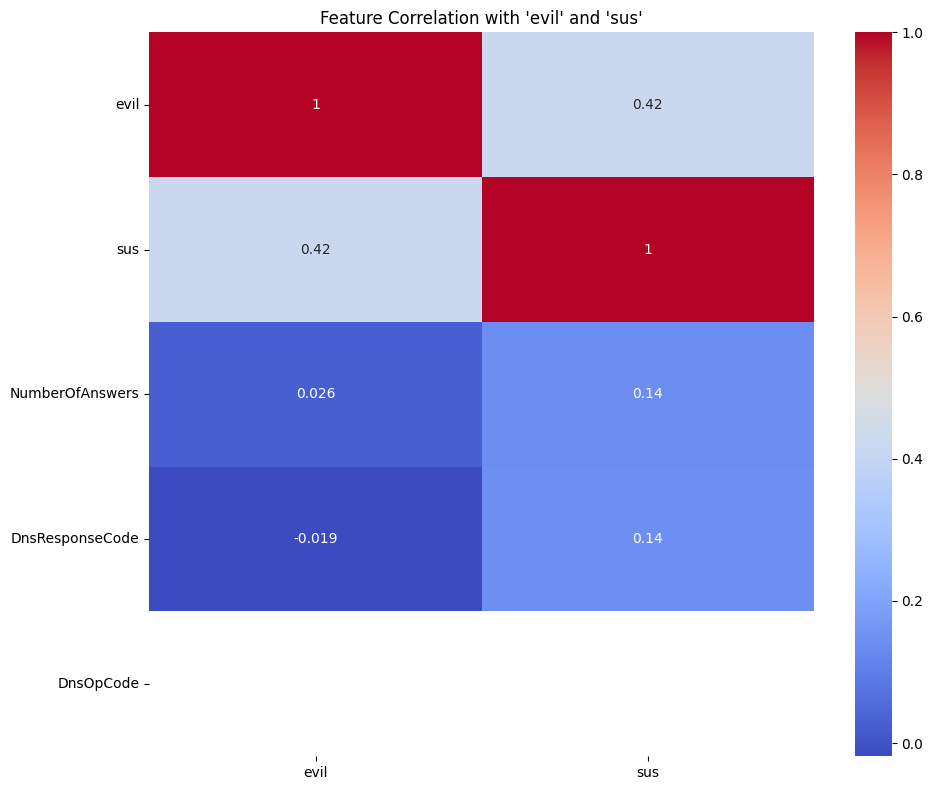 Feature Correlation with 'evil' and 'sus'
evil
1
0.42
sus
0.42
1
NumberOfAnswers
0.026
0.14
DnsResponseCode
-0.019
0.14
DnsOpCode
evil
sus
1.0
0.8
0.6
0.4
0.2
0.0